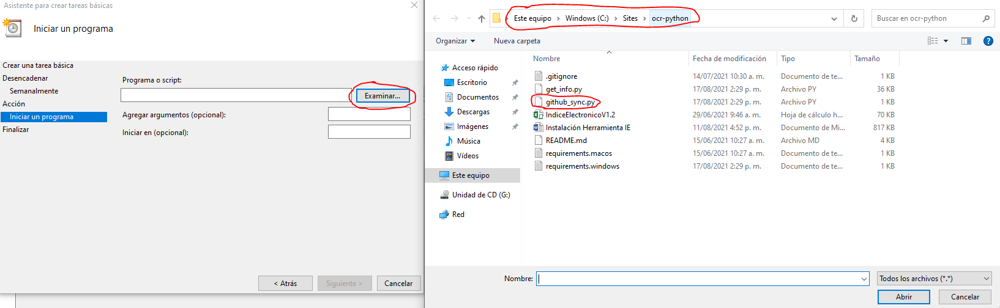 Asistente para crear tareas básicas
Iniciar un programa
Crear una tarea básica
Desencadenar
Semanalmente
Acción
Iniciar un programa
Finalizar
Programa o script:
Examinar...
Agregar argumentos (opcional):
Iniciar en (opcional):
< Atrás
Siguiente >
Cancelar
Este equipo > Windows (C:) > Sites > ocr-python
Buscar en ocr-python
Organizar
Nueva carpeta
Acceso rápido
Escritorio
Documentos
Descargas
Imágenes
Música
Vídeos
Este equipo
Unidad de CD (G:)
Red
Nombre Fecha de modificación Tipo Tamaño
.gitignore 14/07/2021 10:30 a. m. Documento de te... 1 KB
get_info.py 17/08/2021 2:29 p. m. Archivo PY 36 KB
github_sync.py 17/08/2021 2:29 p. m. Archivo PY 1 KB
IndiceElectronicoV1.2 29/06/2021 9:46 a. m. Hoja de cálculo h... 70 KB
Instalación Herramienta IE 11/08/2021 4:52 p. m. Documento de Mi... 817 KB
README.md 15/06/2021 10:27 a. m. Archivo MD 4 KB
requirements.macos 15/06/2021 10:27 a. m. Documento de te... 1 KB
requirements.windows 17/08/2021 2:29 p. m. Documento de te... 1 KB
Nombre:
Todos los archivos (*.*)
Abrir
Cancelar